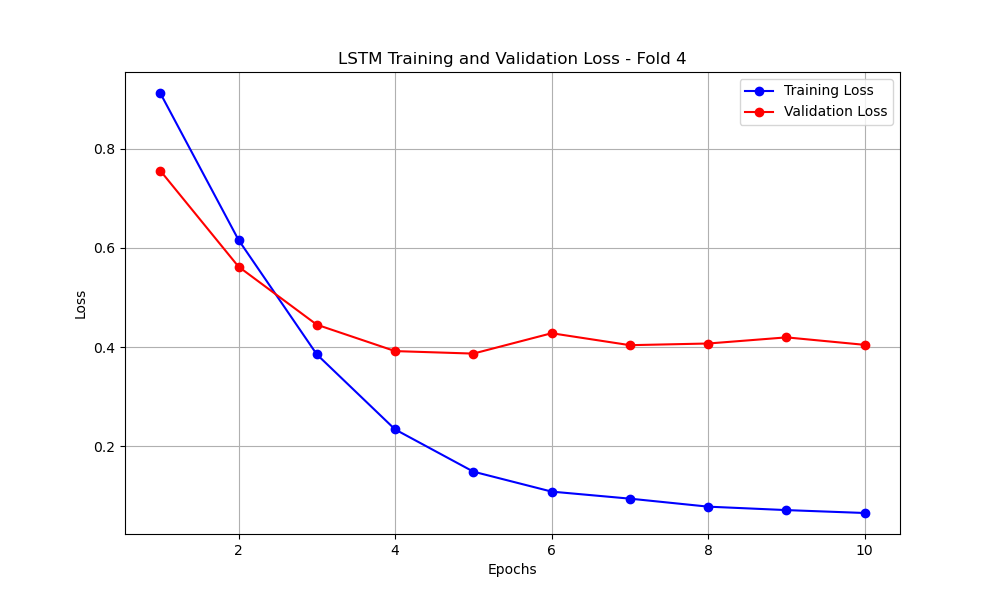 LSTM Training and Validation Loss - Fold 4
Training Loss
Validation Loss
0.8
0.6
0.4
0.2
Loss
2 4 6 8 10
Epochs